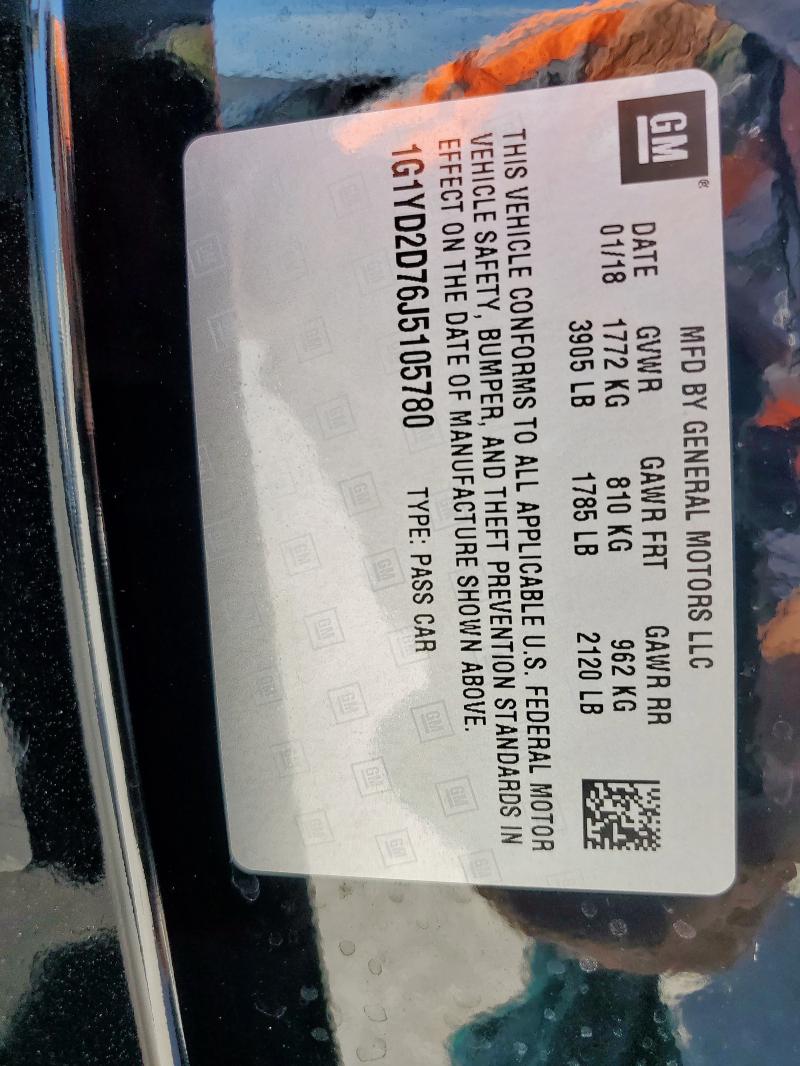 GM®
MFD BY GENERAL MOTORS LLC
DATE GVWR GAWR FRT GAWR RR
01/18 1772 KG 810 KG 962 KG
3905 LB 1785 LB 2120 LB
THIS VEHICLE CONFORMS TO ALL APPLICABLE U.S. FEDERAL MOTOR
VEHICLE SAFETY, BUMPER, AND THEFT PREVENTION STANDARDS IN
EFFECT ON THE DATE OF MANUFACTURE SHOWN ABOVE.
1G1YD2D76J5105780 TYPE: PASS CAR